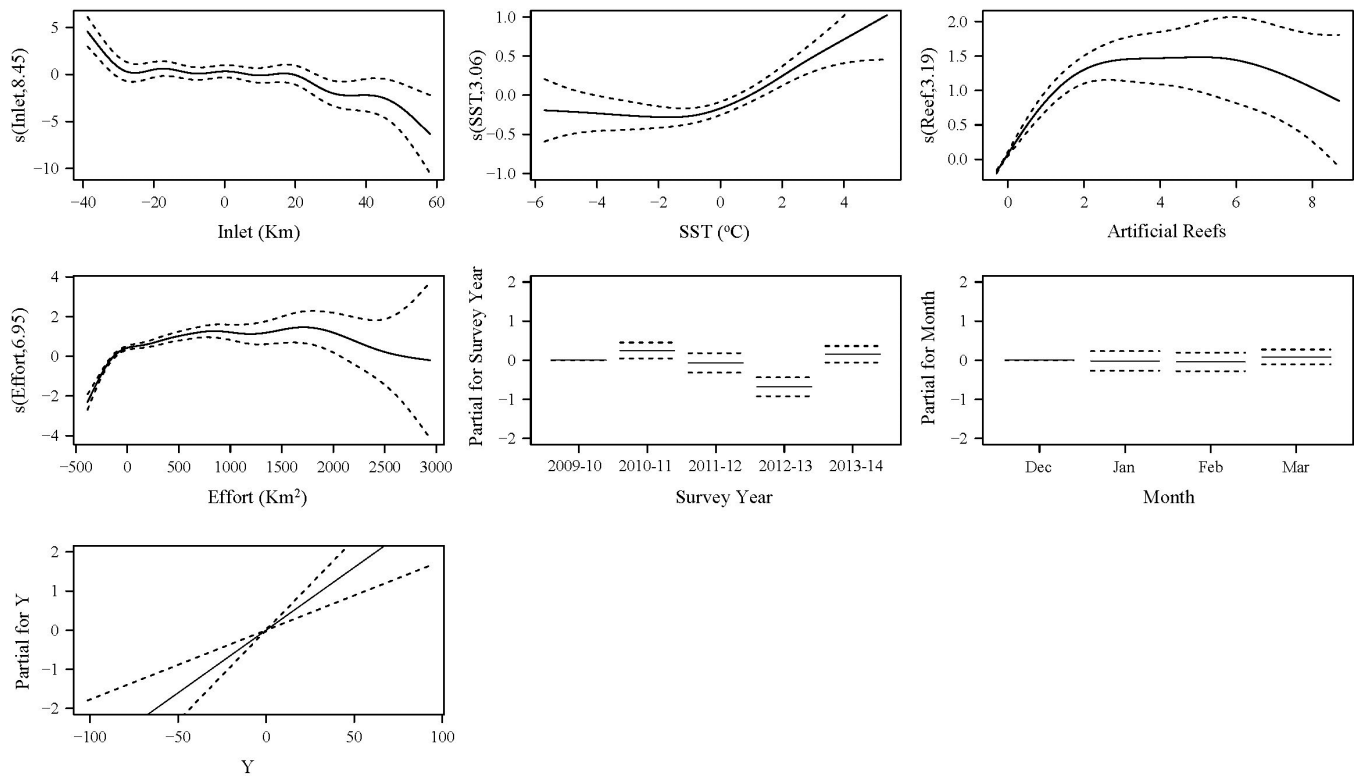 s(Inlet,8.45)
5
0
−5
−10
−40 −20 0 20 40 60
Inlet (Km)
s(SST,3.06)
1.0
0.5
0.0
−0.5
−1.0
−6 −4 −2 0 2 4
SST (°C)
s(Reef,3.19)
2.0
1.5
1.0
0.5
0.0
0 2 4 6 8
Artificial Reefs
s(Effort,6.95)
4
2
0
−2
−4
−500 0 500 1000 1500 2000 2500 3000
Effort (Km²)
Partial for Survey Year
2
1
0
−1
−2
2009-10 2010-11 2011-12 2012-13 2013-14
Survey Year
Partial for Month
2
1
0
−1
−2
Dec Jan Feb Mar
Month
Partial for Y
2
1
0
−1
−2
−100 −50 0 50 100
Y